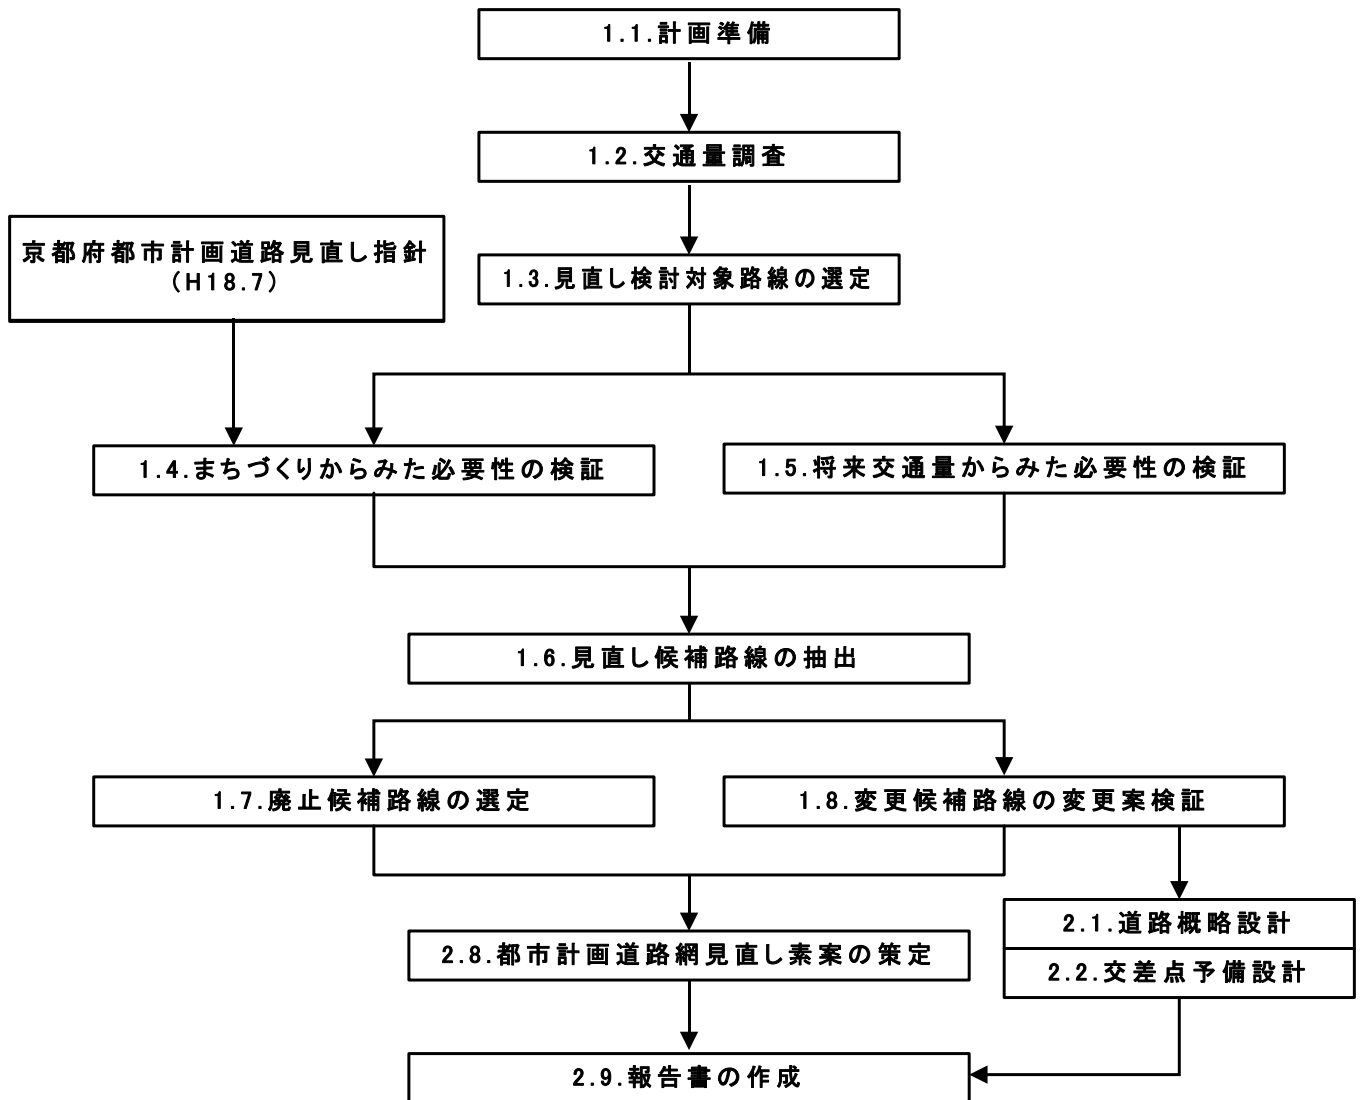 1.1.計画準備
1.2.交通量調査
京都府都市計画道路見直し指針
（H18.7）
1.3.見直し検討対象路線の選定
1.4.まちづくりからみた必要性の検証
1.5.将来交通量からみた必要性の検証
1.6.見直し候補路線の抽出
1.7.廃止候補路線の選定
1.8.変更候補路線の変更案検証
2.1.道路概略設計
2.8.都市計画道路網見直し素案の策定
2.2.交差点予備設計
2.9.報告書の作成